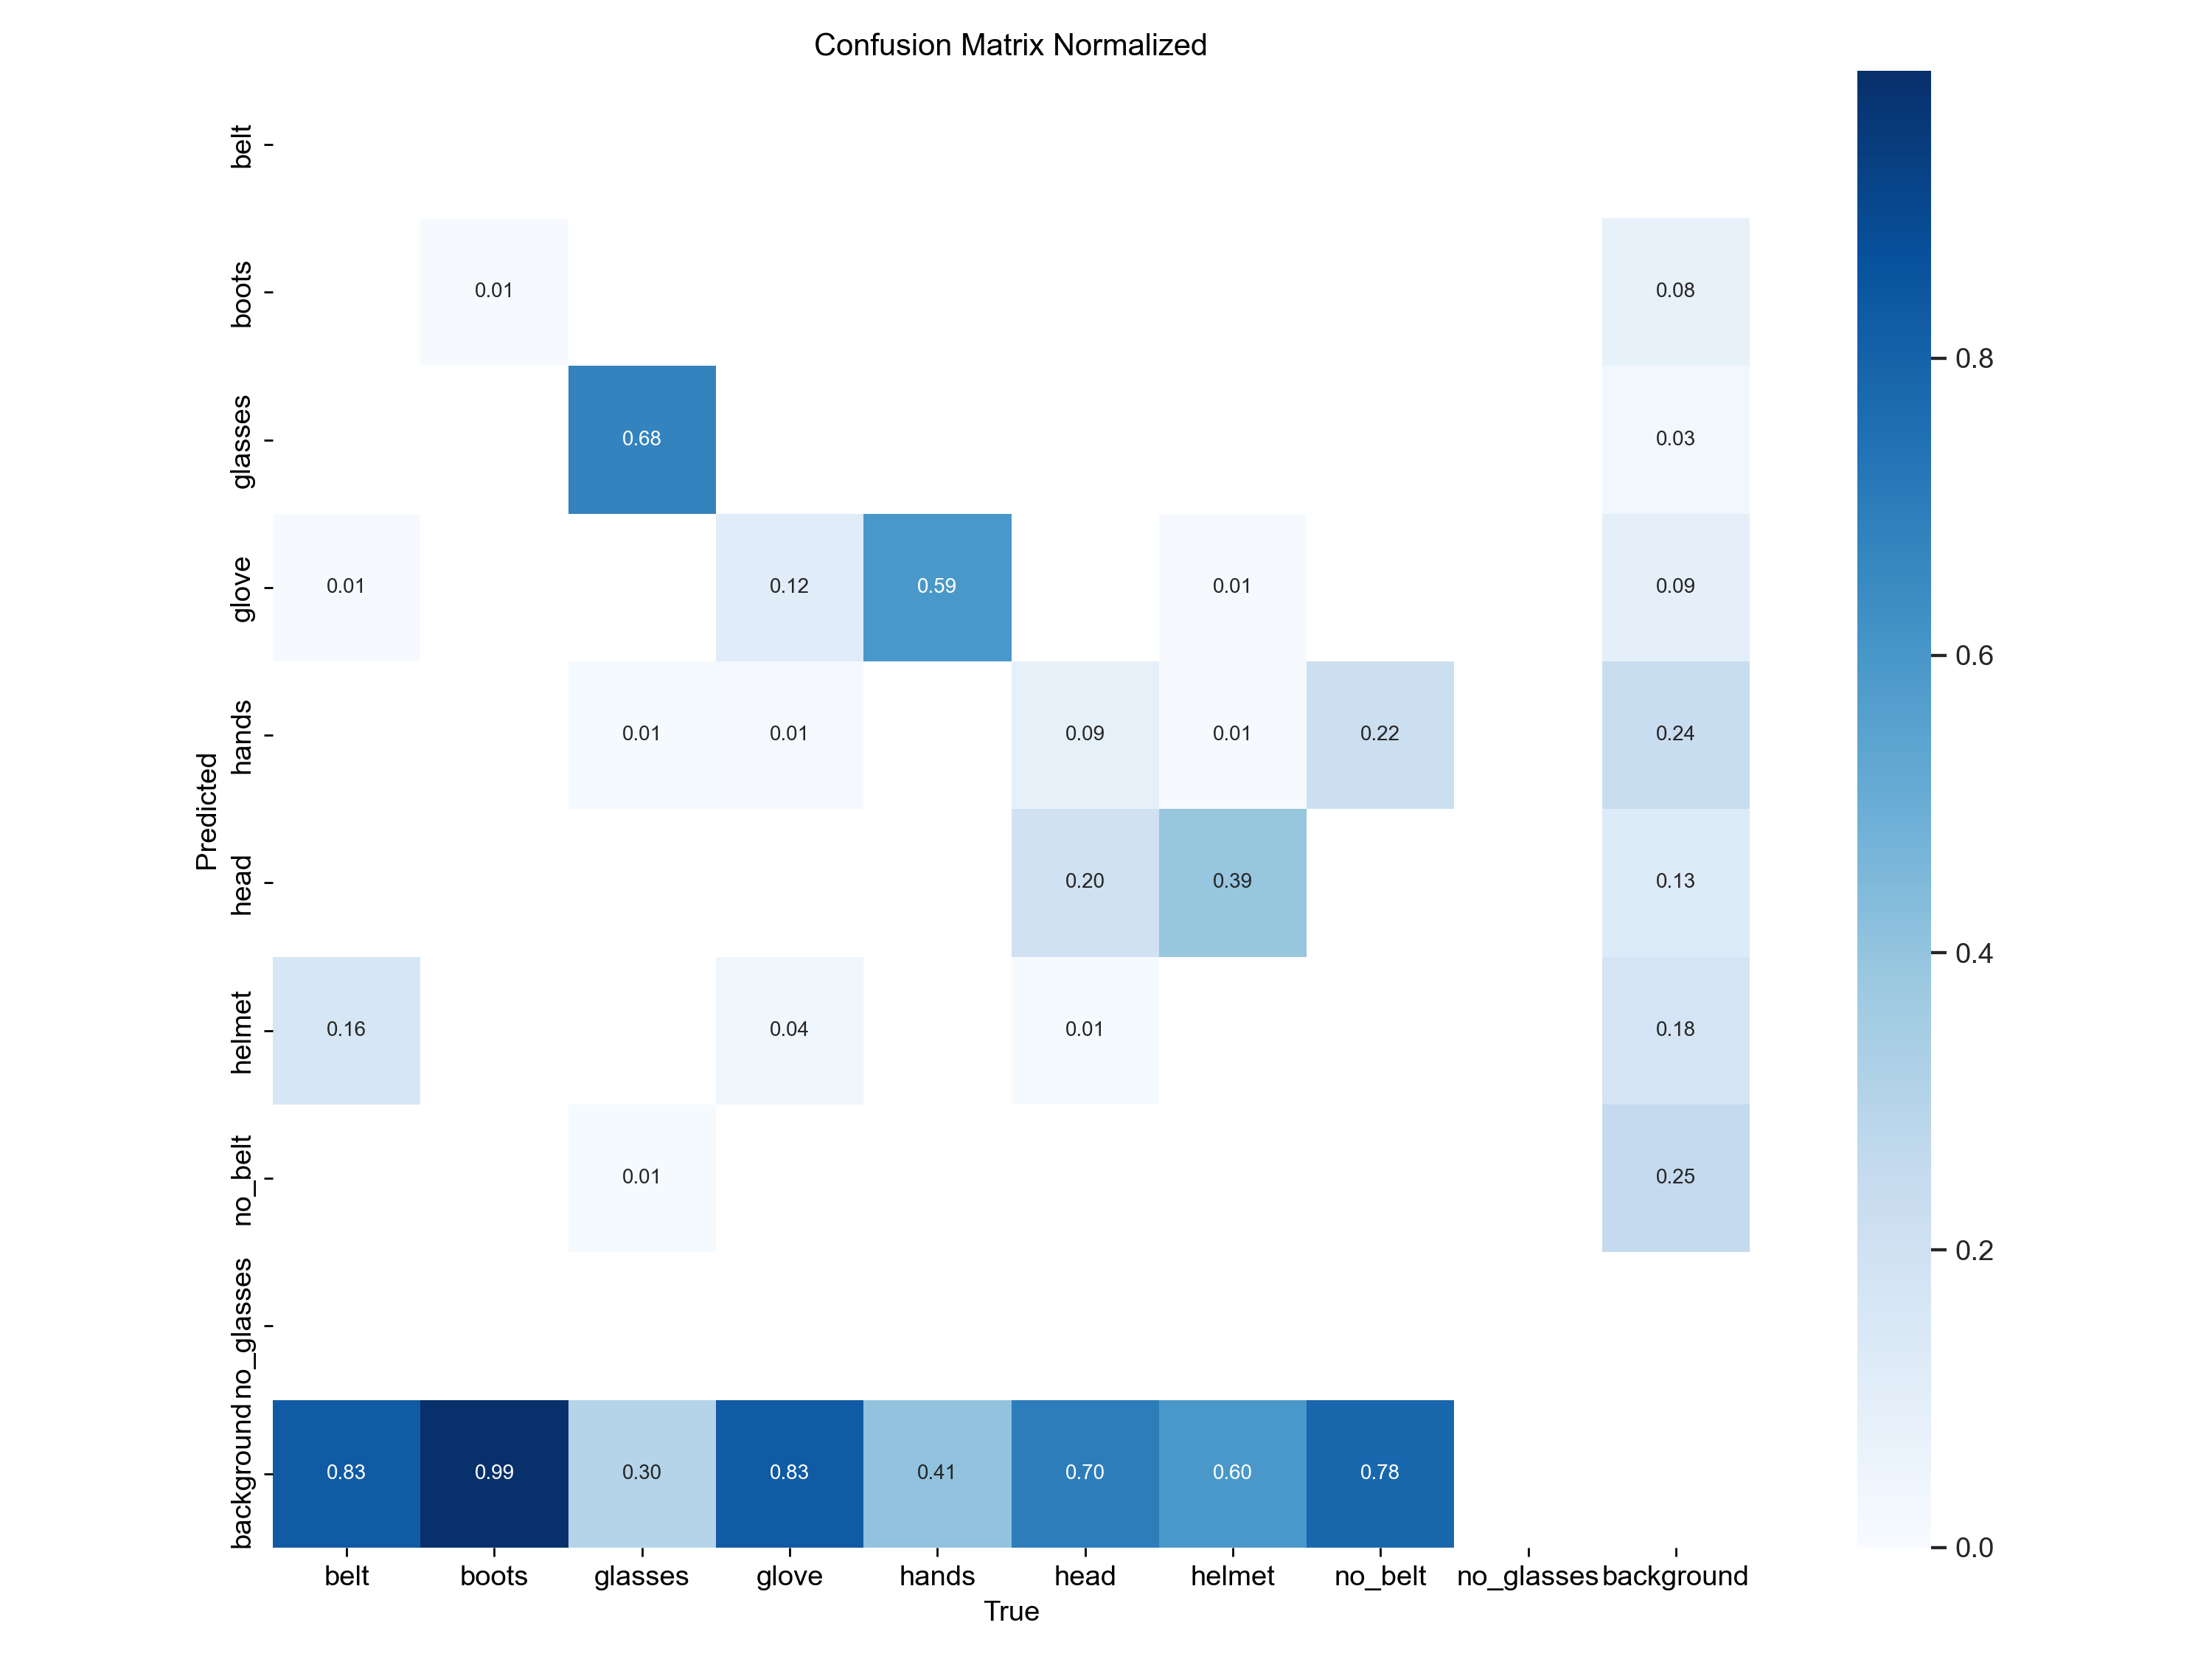 Confusion Matrix Normalized
belt
boots 0.01 0.08
glasses 0.68 0.03
glove 0.01 0.12 0.59 0.01 0.09
hands 0.01 0.01 0.09 0.01 0.22 0.24
head 0.20 0.39 0.13
helmet 0.16 0.04 0.01 0.18
no_belt 0.01 0.25
no_glasses
background 0.83 0.99 0.30 0.83 0.41 0.70 0.60 0.78
Predicted
belt boots glasses glove hands head helmet no_belt no_glasses background
True
0.8
0.6
0.4
0.2
0.0